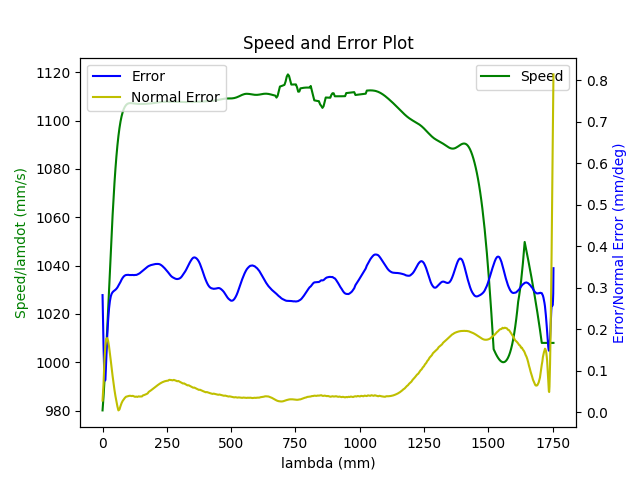 Speed and Error Plot
Error
Normal Error
Speed
1120
1100
1080
1060
1040
1020
1000
980
Speed/lamdot (mm/s)
0.8
0.7
0.6
0.5
0.4
0.3
0.2
0.1
0.0
Error/Normal Error (mm/deg)
0 250 500 750 1000 1250 1500 1750
lambda (mm)